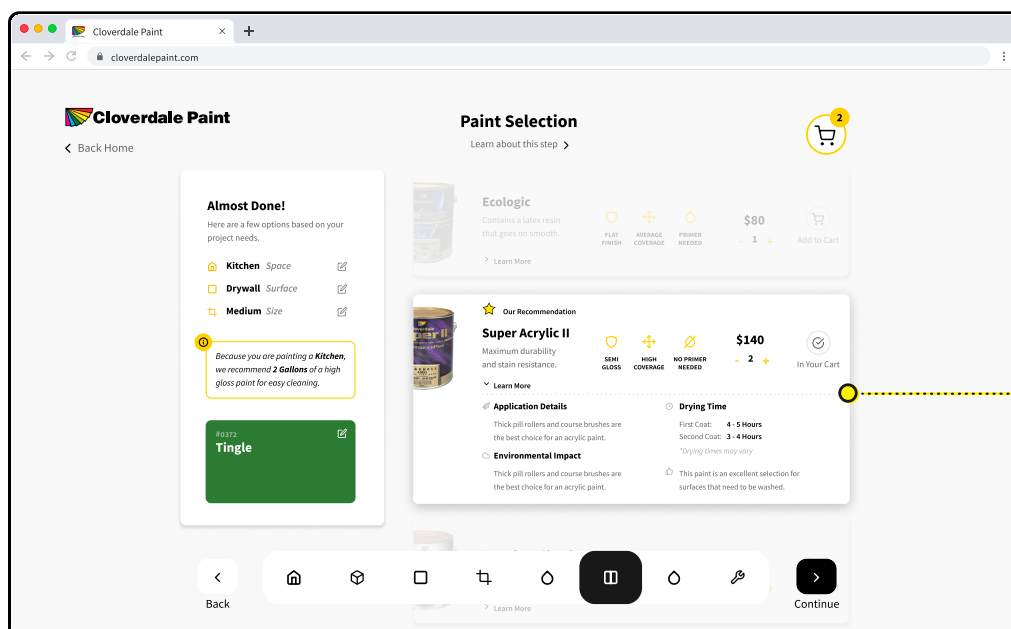 Cloverdale Paint
cloverdalepaint.com
Cloverdale Paint
Back Home
Paint Selection
Learn about this step
2
Almost Done!
Here are a few options based on your
project needs.
Kitchen Space
Drywall Surface
Medium Size
Because you are painting a Kitchen,
we recommend 2 Gallons of a high
gloss paint for easy cleaning.
#0372
Tingle
Ecologic
Contains a latex resin
that goes on smooth.
Learn More
FLAT
FINISH
AVERAGE
COVERAGE
PRIMER
NEEDED
$80
- 1 +
Add to Cart
Our Recommendation
Super Acrylic II
Maximum durability
and stain resistance.
Learn More
SEMI
GLOSS
HIGH
COVERAGE
NO PRIMER
NEEDED
$140
- 2 +
In Your Cart
Application Details
Thick pill rollers and course brushes are
the best choice for an acrylic paint.
Environmental Impact
Thick pill rollers and course brushes are
the best choice for an acrylic paint.
Drying Time
First Coat: 4 - 5 Hours
Second Coat: 3 - 4 Hours
*Drying times may vary
This paint is an excellent selection for
surfaces that need to be washed.
Back
Continue
Learn More